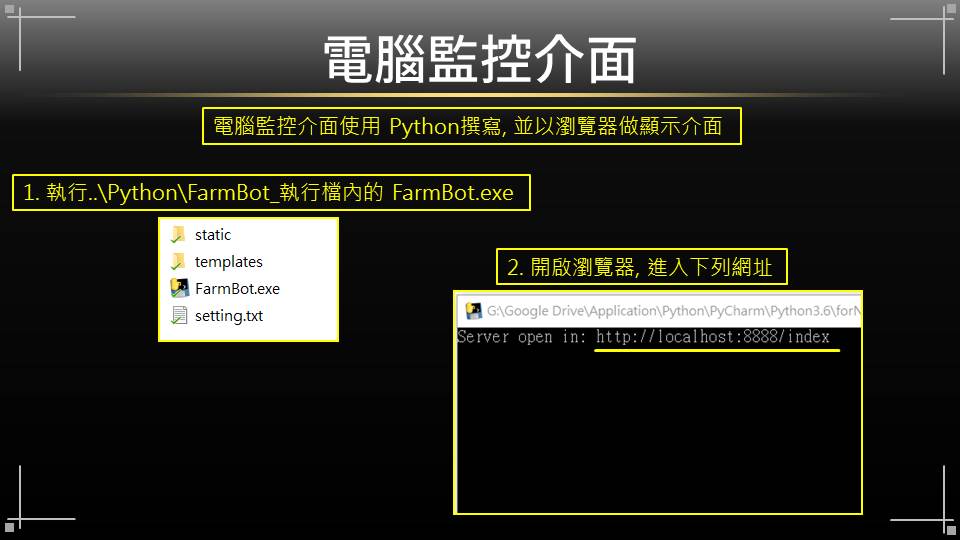 電腦監控介面
電腦監控介面使用 Python撰寫, 並以瀏覽器做顯示介面
1. 執行..\Python\FarmBot_執行檔內的 FarmBot.exe
static
templates
FarmBot.exe
setting.txt
2. 開啟瀏覽器, 進入下列網址
G:\Google Drive\Application\Python\PyCharm\Python3.6\forN
Server open in: http://localhost:8888/index